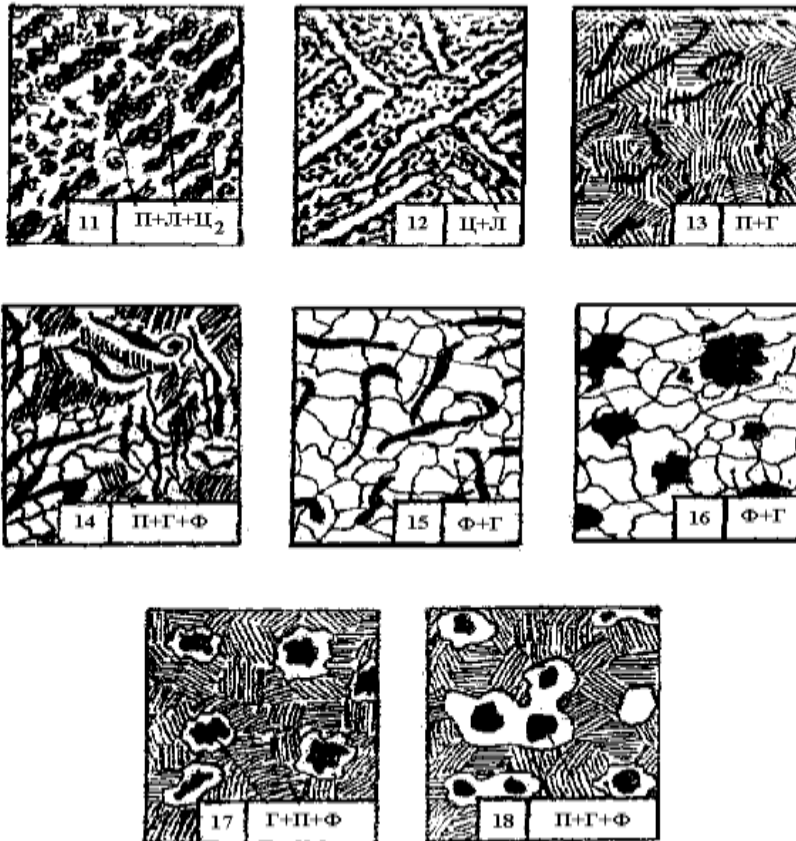 11 П+Л+Ц2
12 Ц+Л
13 П+Г
14 П+Г+Ф
15 Ф+Г
16 Ф+Г
17 Г+П+Ф
18 П+Г+Ф